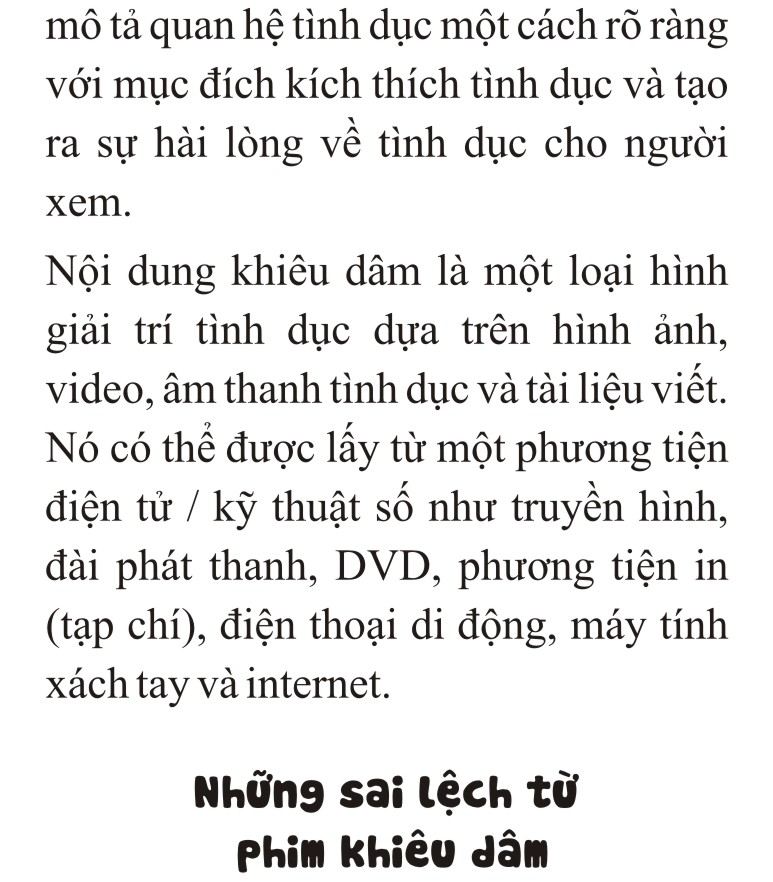 mô tả quan hệ tình dục một cách rõ ràng
với mục đích kích thích tình dục và tạo
ra sự hài lòng về tình dục cho người
xem.
Nội dung khiêu dâm là một loại hình
giải trí tình dục dựa trên hình ảnh,
video, âm thanh tình dục và tài liệu viết.
Nó có thể được lấy từ một phương tiện
điện tử / kỹ thuật số như truyền hình,
đài phát thanh, DVD, phương tiện in
(tạp chí), điện thoại di động, máy tính
xách tay và internet.
Những sai lệch từ
phim khiêu dâm